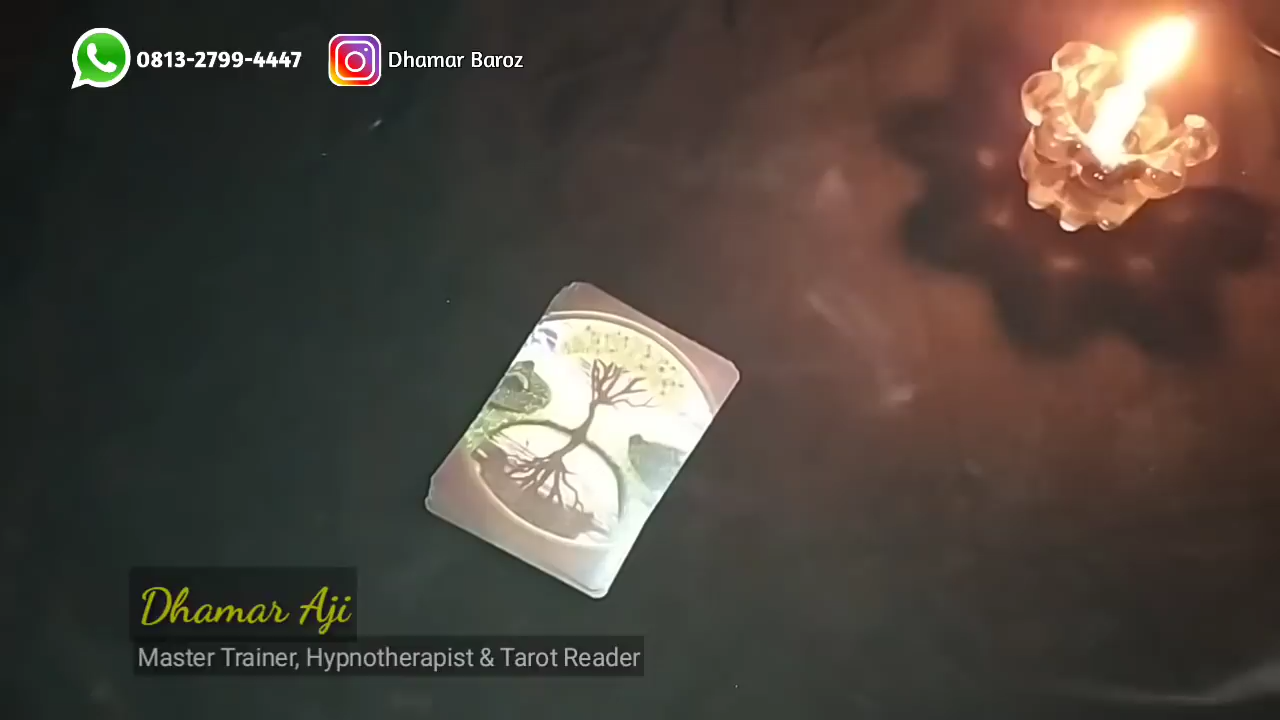 0813-2799-4447 Dhamar Baroz
Dhamar Aji
Master Trainer, Hypnotherapist & Tarot Reader